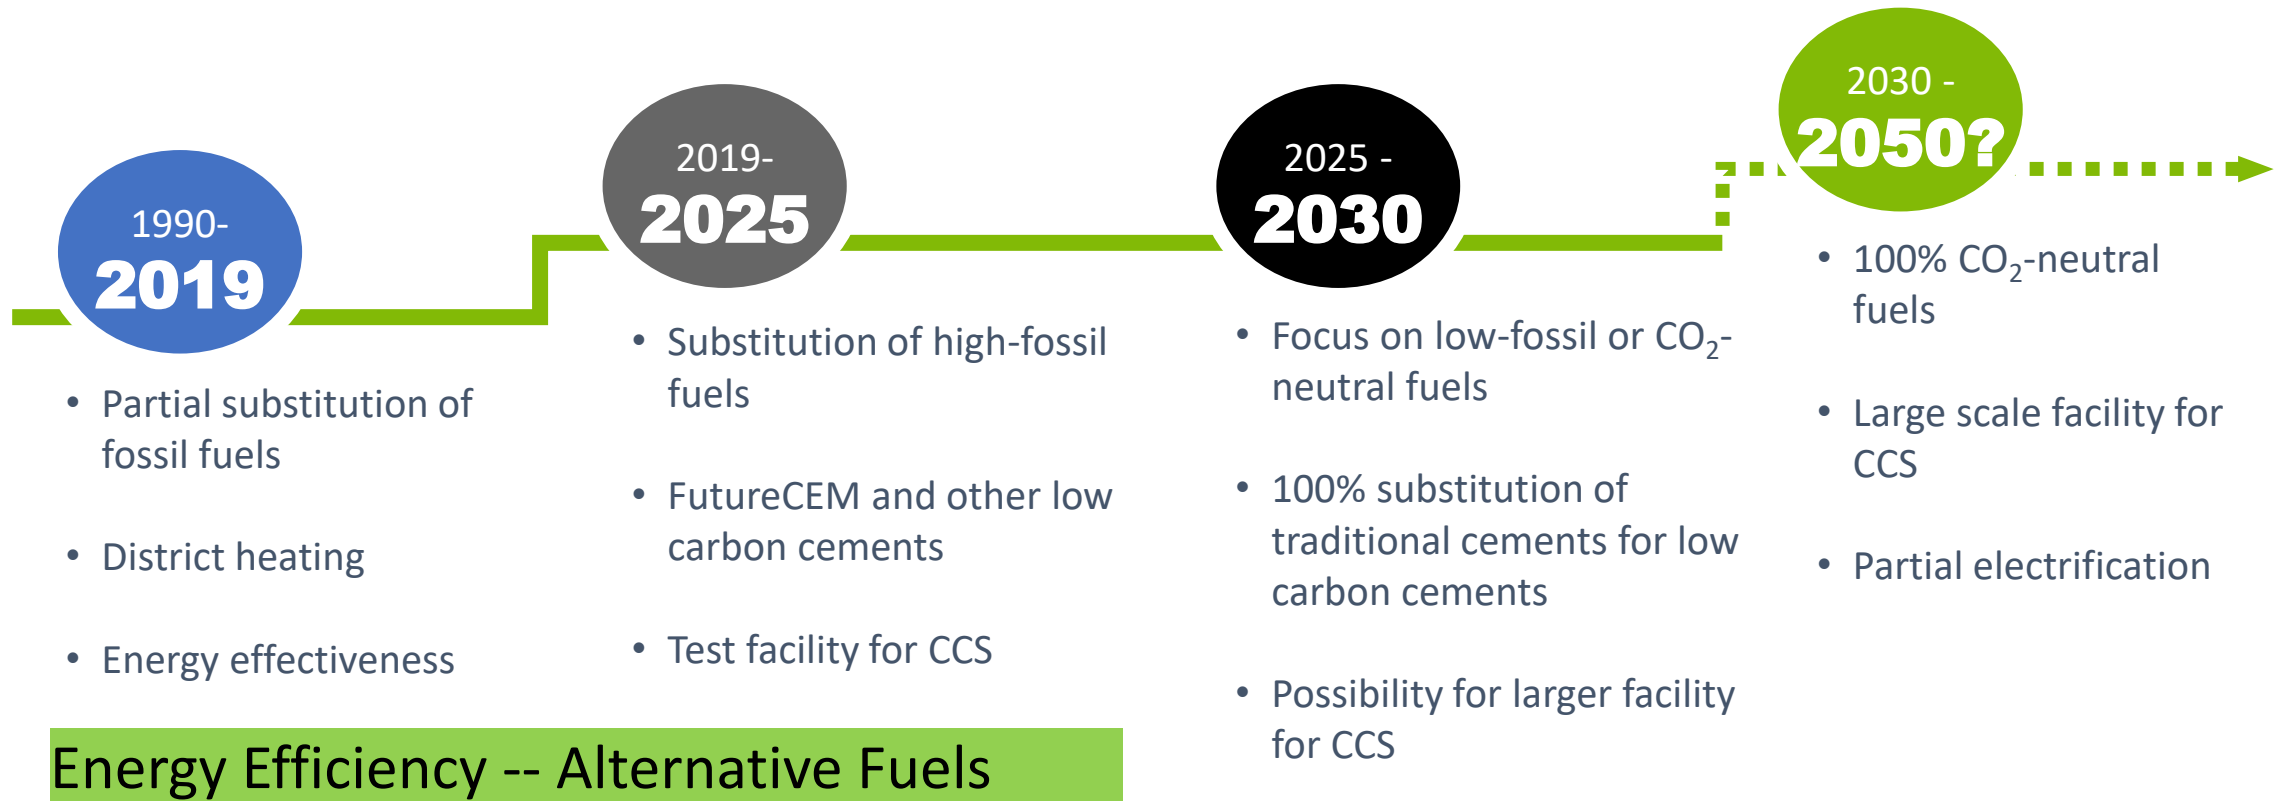 1990-
2019
• Partial substitution of
fossil fuels
• District heating
• Energy effectiveness
2019-
2025
• Substitution of high-fossil
fuels
• FutureCEM and other low
carbon cements
• Test facility for CCS
2025 -
2030
• Focus on low-fossil or CO₂-
neutral fuels
• 100% substitution of
traditional cements for low
carbon cements
• Possibility for larger facility
for CCS
2030 -
2050?
• 100% CO₂-neutral
fuels
• Large scale facility for
CCS
• Partial electrification
Energy Efficiency -- Alternative Fuels